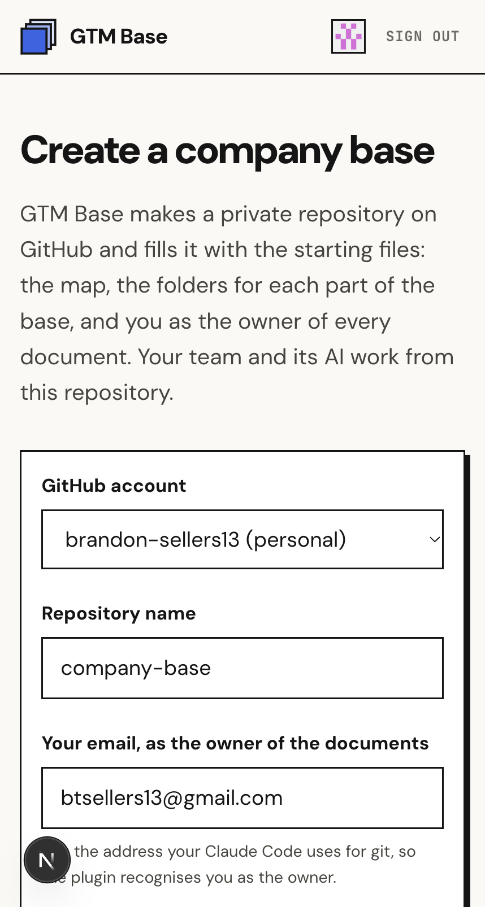 GTM Base
SIGN OUT
Create a company base
GTM Base makes a private repository on
GitHub and fills it with the starting files:
the map, the folders for each part of the
base, and you as the owner of every
document. Your team and its AI work from
this repository.
GitHub account
brandon-sellers13 (personal)
Repository name
company-base
Your email, as the owner of the documents
btsellers13@gmail.com
N
the address your Claude Code uses for git, so
plugin recognises you as the owner.